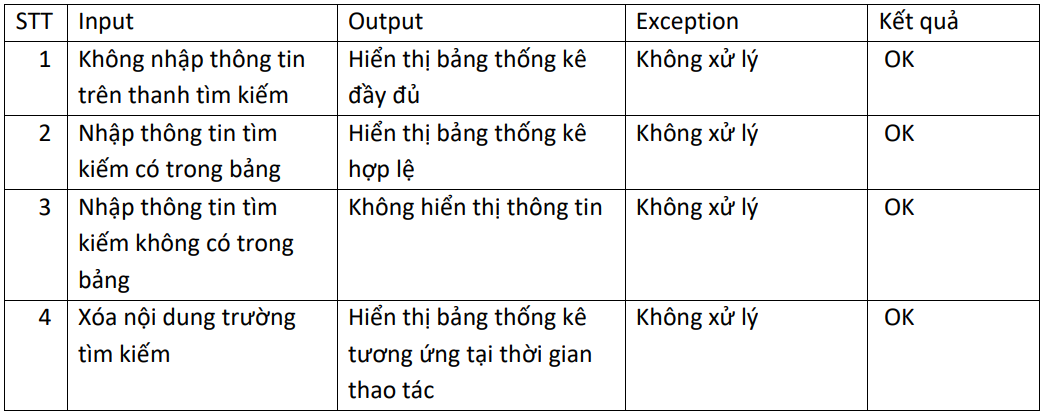 STT Input Output Exception Kết quả
1 Không nhập thông tin Hiển thị bảng thống kê Không xử lý OK
trên thanh tìm kiếm đầy đủ
2 Nhập thông tin tìm Hiển thị bảng thống kê Không xử lý OK
kiếm có trong bảng hợp lệ
3 Nhập thông tin tìm Không hiển thị thông tin Không xử lý OK
kiếm không có trong
bảng
4 Xóa nội dung trường Hiển thị bảng thống kê Không xử lý OK
tìm kiếm tương ứng tại thời gian
thao tác